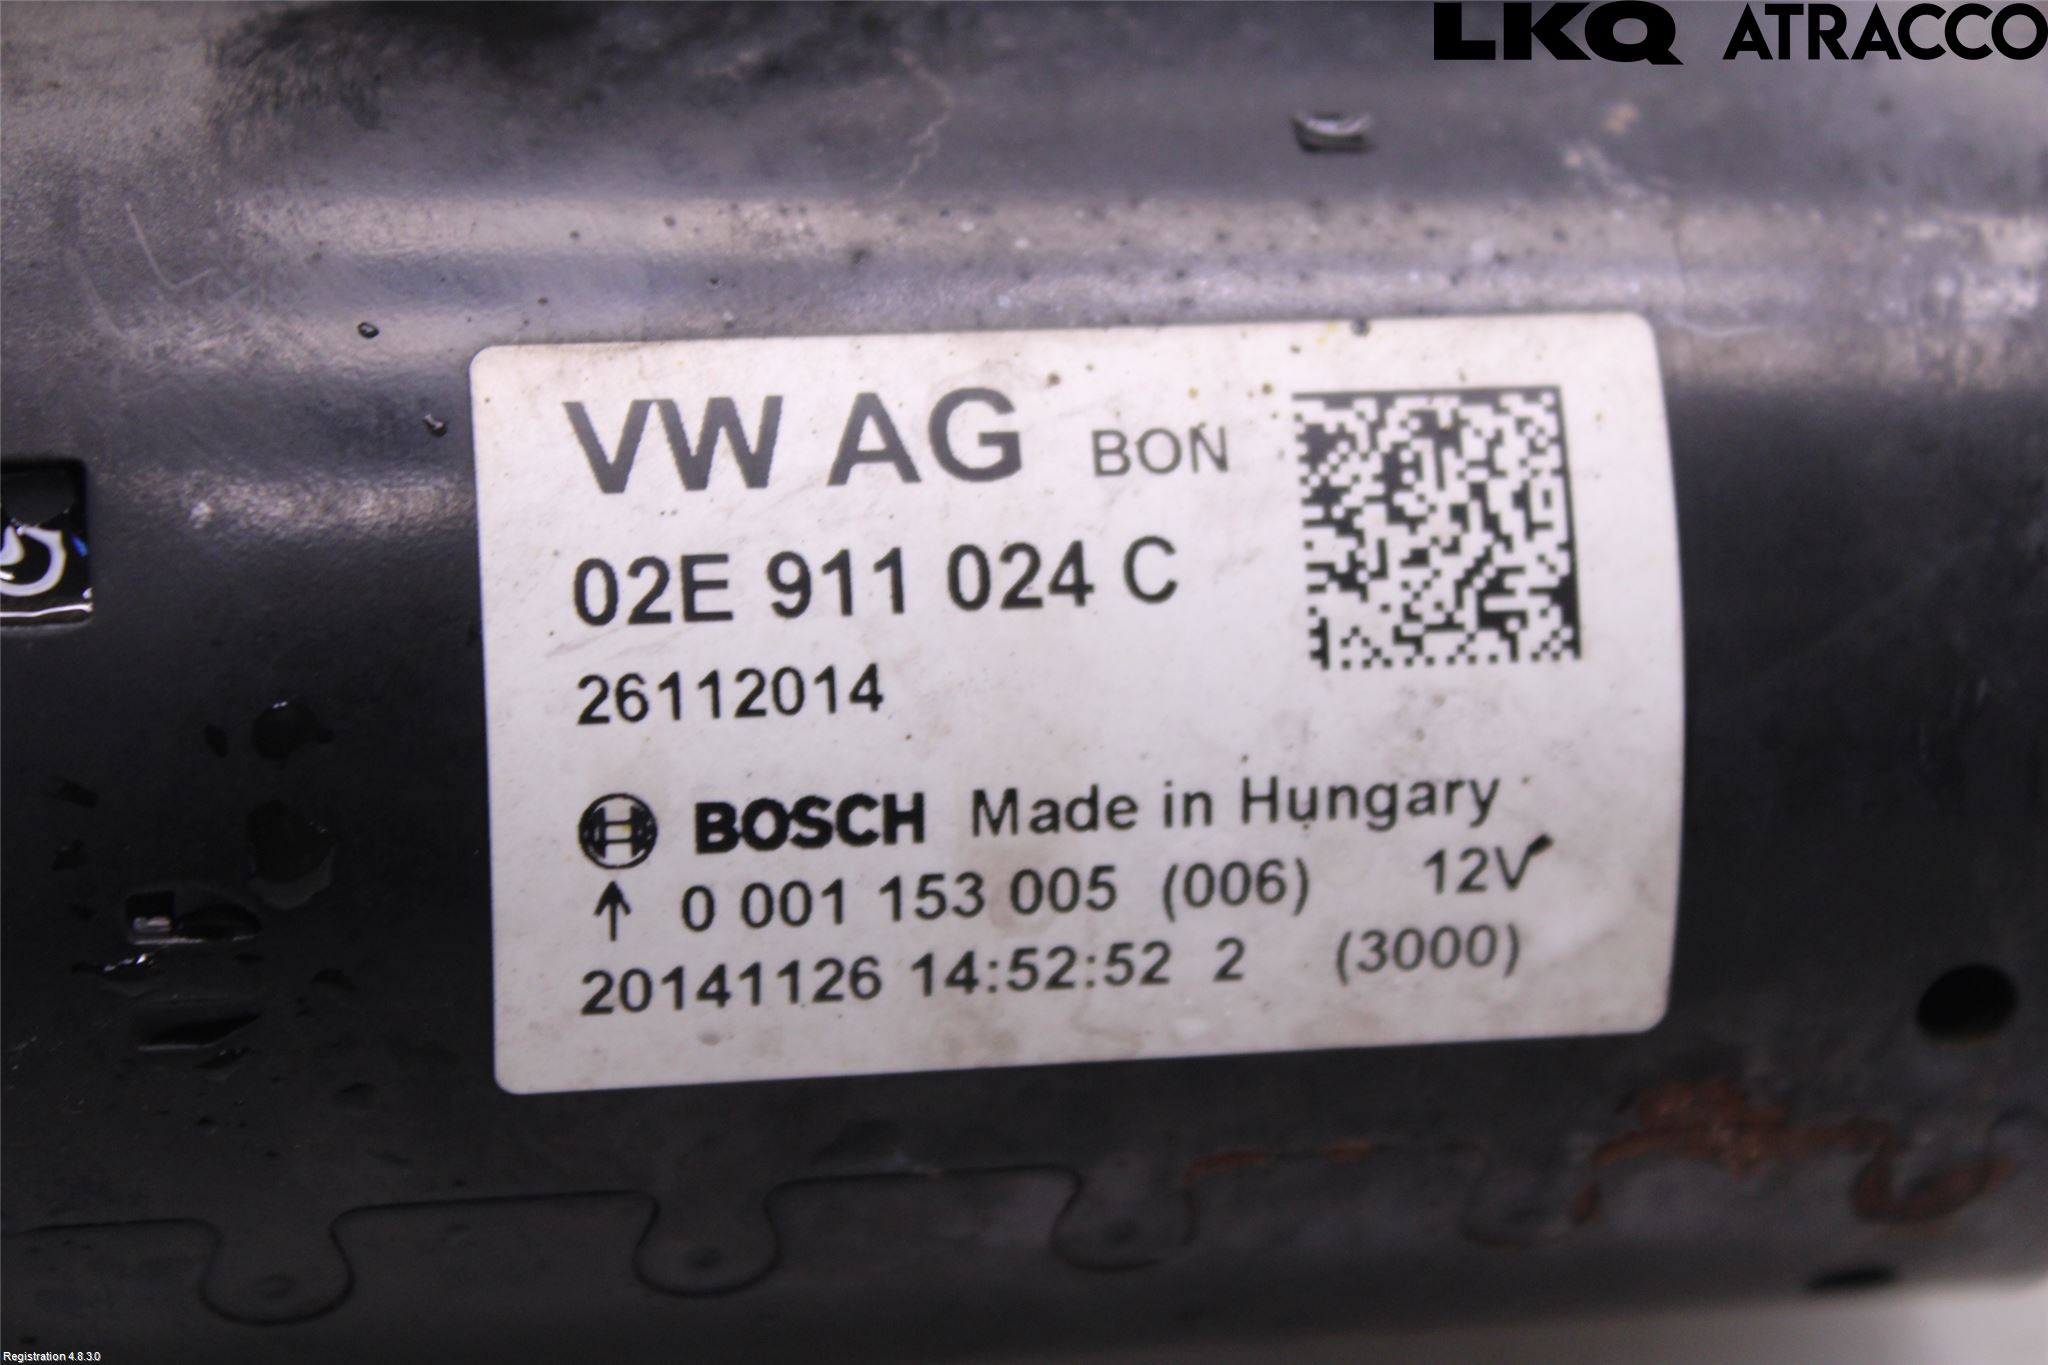 LKQ ATRACCO
VW AG BON
02E 911 024 C
26112014
BOSCH Made in Hungary
↑ 0 001 153 005 (006) 12V
20141126 14:52:52 2 (3000)
Registration 4.8.3.0